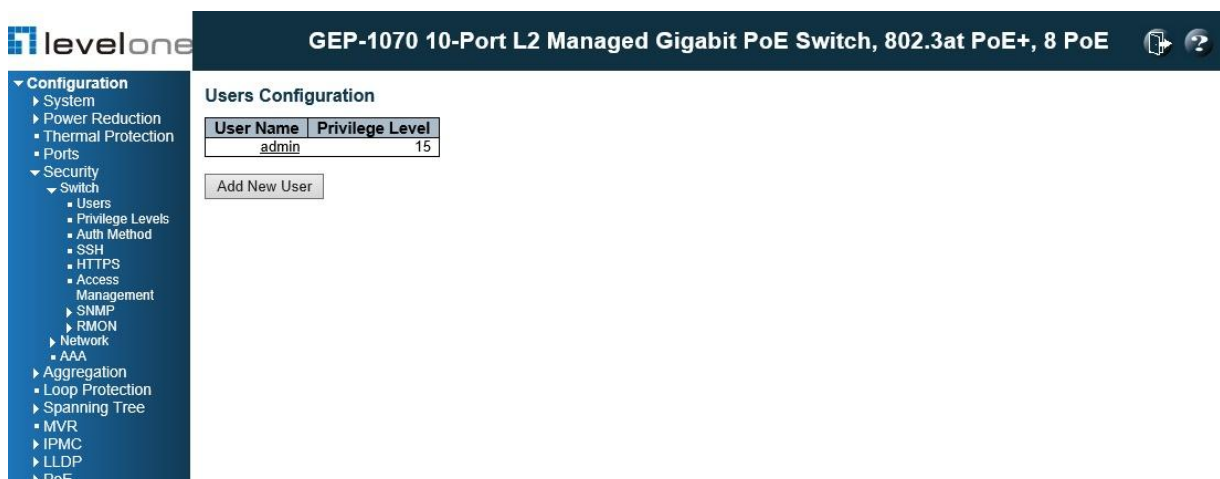 levelone
GEP-1070 10-Port L2 Managed Gigabit PoE Switch, 802.3at PoE+, 8 PoE
?
Configuration
System
Power Reduction
Thermal Protection
Ports
Security
Switch
Users
Privilege Levels
Auth Method
SSH
HTTPS
Access
Management
SNMP
RMON
Network
AAA
Aggregation
Loop Protection
Spanning Tree
MVR
IPMC
LLDP
PoE
Users Configuration
User Name Privilege Level
admin 15
Add New User